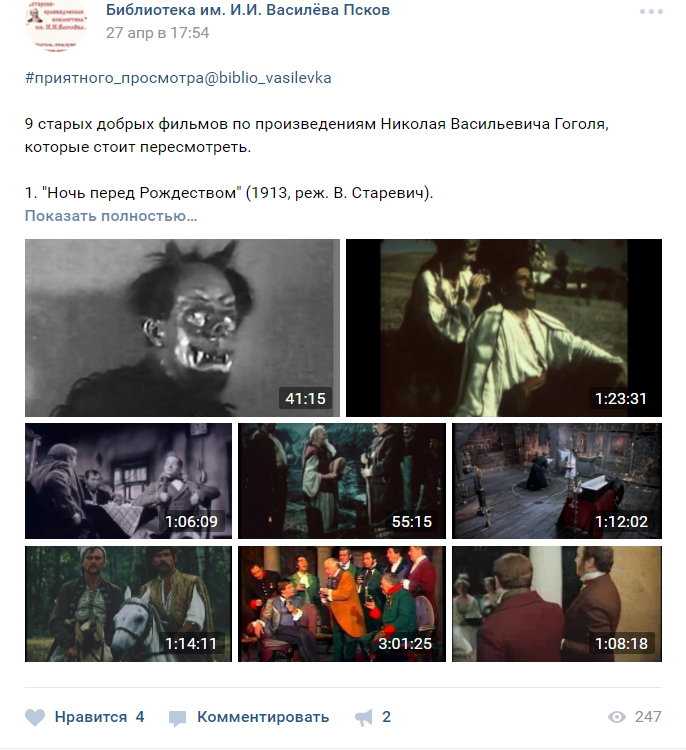 Библиотека им. И.И. Василёва Псков
27 апр в 17:54
#приятного_просмотра@biblio_vasilevka
9 старых добрых фильмов по произведениям Николая Васильевича Гоголя,
которые стоит пересмотреть.
1. "Ночь перед Рождеством" (1913, реж. В. Старевич).
Показать полностью...
41:15
1:23:31
1:06:09
55:15
1:12:02
1:14:11
3:01:25
1:08:18
Нравится 4
Комментировать
2
247